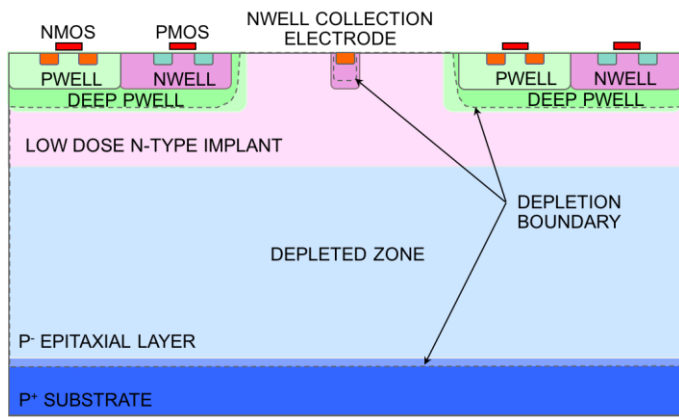 NMOS
PMOS
NWELL COLLECTION
ELECTRODE
PWELL
NWELL
PWELL
NWELL
DEEP PWELL
DEEP PWELL
LOW DOSE N-TYPE IMPLANT
DEPLETION
BOUNDARY
DEPLETED ZONE
P⁻ EPITAXIAL LAYER
P⁺ SUBSTRATE